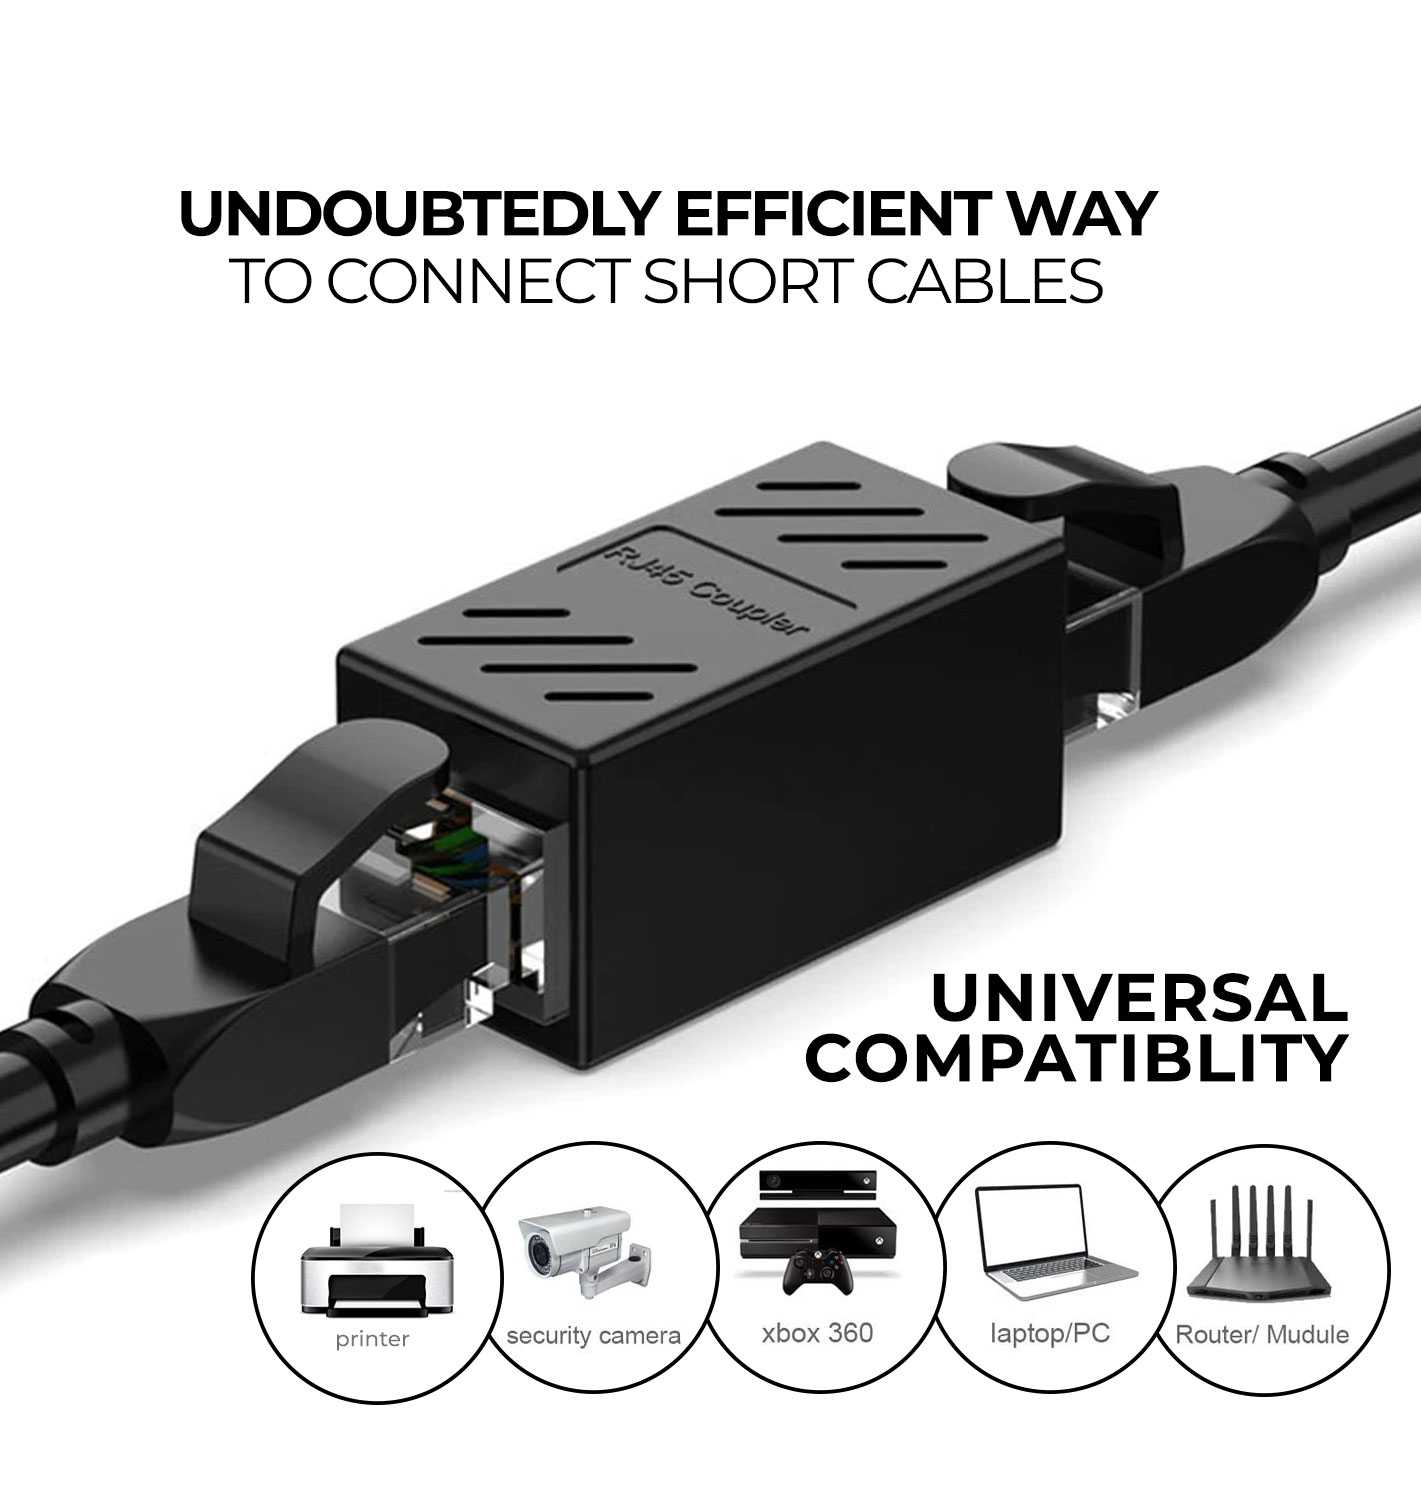 UNDOUBTEDLY EFFICIENT WAY
TO CONNECT SHORT CABLES
RJ45 Coupler
UNIVERSAL
COMPATIBLITY
printer
security camera
xbox 360
laptop/PC
Router/ Mudule